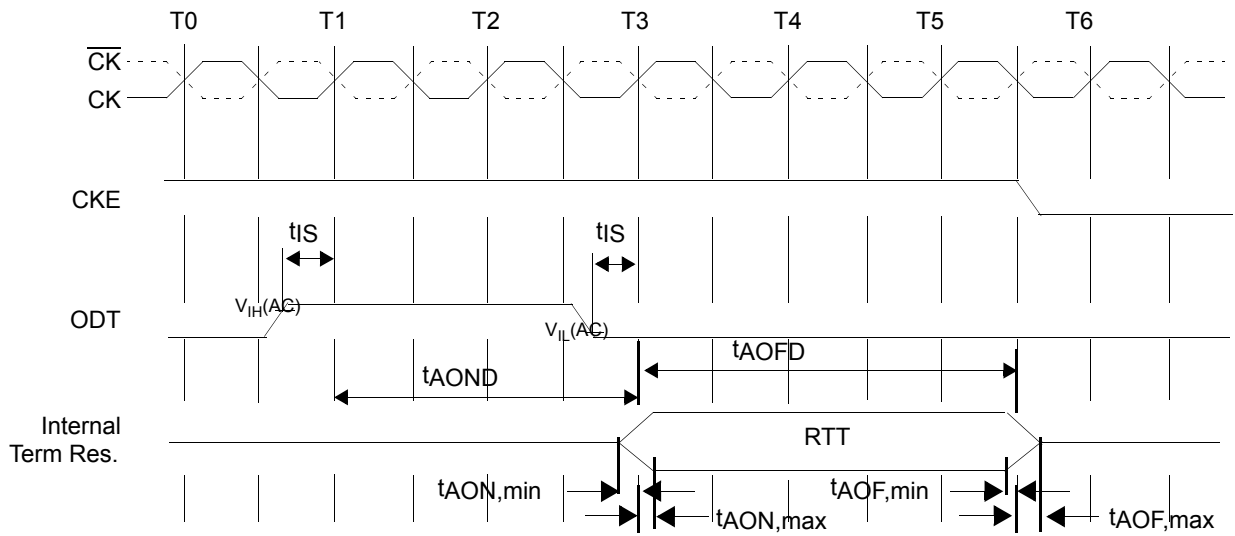 T0 T1 T2 T3 T4 T5 T6
CK
CK
CKE
tIS tIS
VIH(AC)
ODT
VIL(AC)
tAOFD
tAOND
Internal
Term Res.
RTT
tAON,min tAOF,min
tAON,max tAOF,max